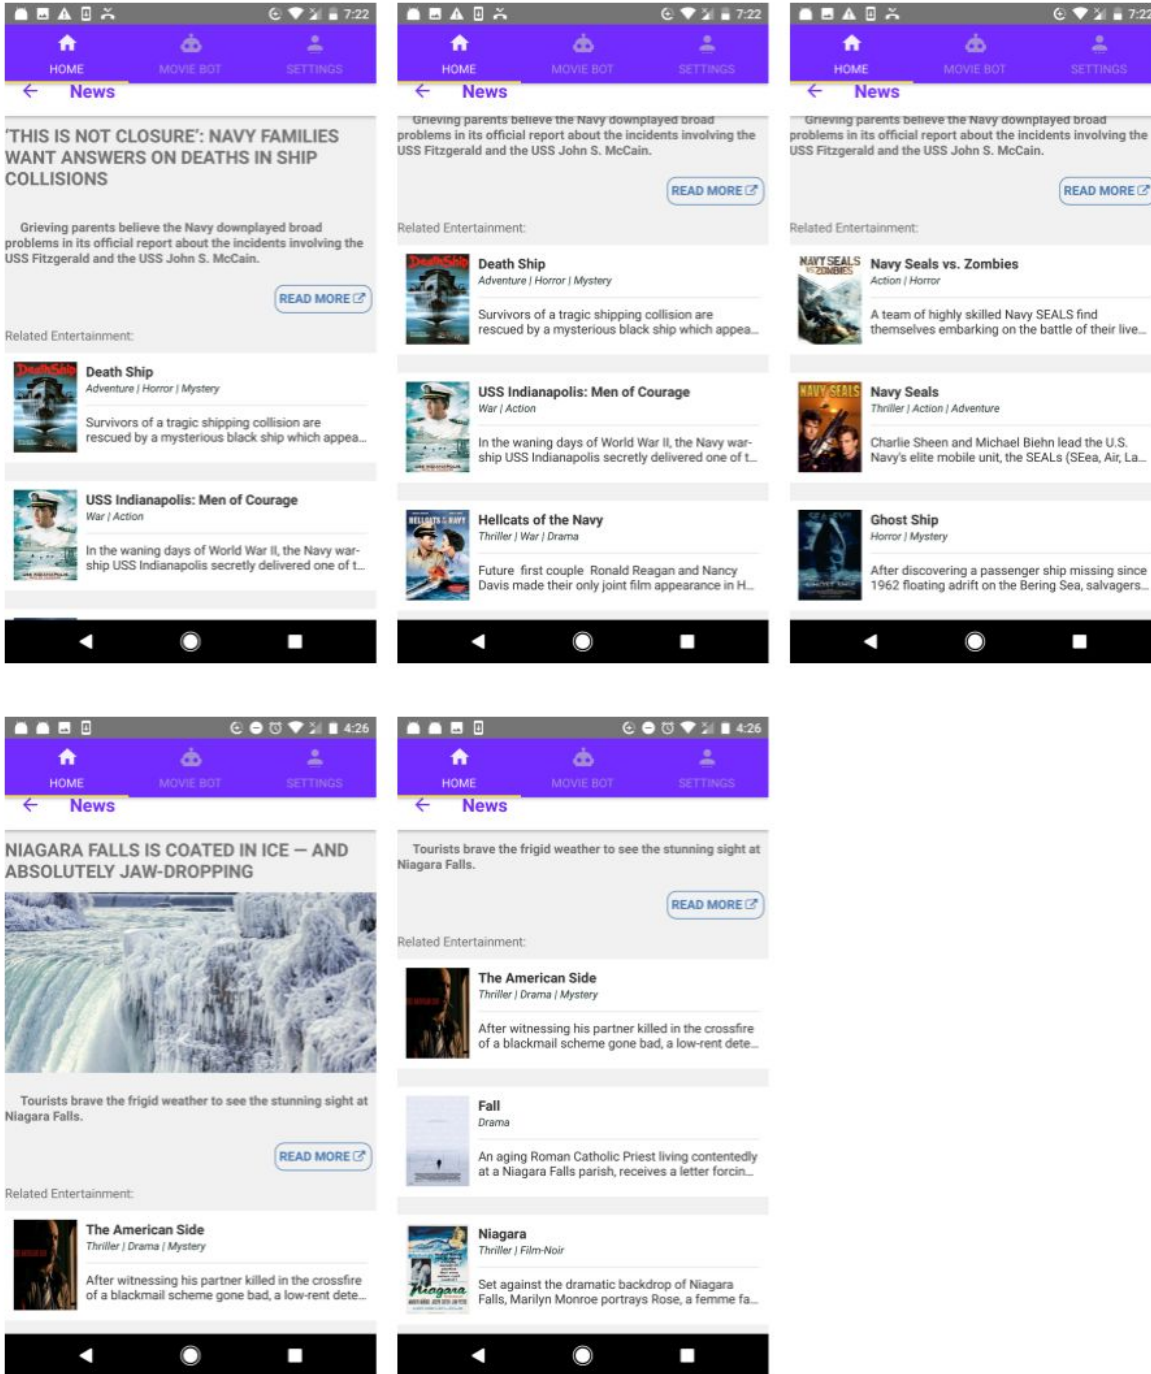 7:22
HOME MOVIE BOT SETTINGS
News
'THIS IS NOT CLOSURE': NAVY FAMILIES
WANT ANSWERS ON DEATHS IN SHIP
COLLISIONS
Grieving parents believe the Navy downplayed broad
problems in its official report about the incidents involving the
USS Fitzgerald and the USS John S. McCain.
READ MORE
Related Entertainment:
Death Ship
Death Ship
Adventure | Horror | Mystery
Survivors of a tragic shipping collision are
rescued by a mysterious black ship which appea...
USS Indianapolis: Men of Courage
War | Action
In the waning days of World War II, the Navy war-
ship USS Indianapolis secretly delivered one of t...
7:22
HOME MOVIE BOT SETTINGS
News
Grieving parents believe the Navy downplayed broad
problems in its official report about the incidents involving the
USS Fitzgerald and the USS John S. McCain.
READ MORE
Related Entertainment:
Death Ship
Death Ship
Adventure | Horror | Mystery
Survivors of a tragic shipping collision are
rescued by a mysterious black ship which appea...
USS Indianapolis: Men of Courage
War | Action
In the waning days of World War II, the Navy war-
ship USS Indianapolis secretly delivered one of t...
HELLCATS OF THE NAVY
Hellcats of the Navy
Thriller | War | Drama
Future first couple Ronald Reagan and Nancy
Davis made their only joint film appearance in H...
7:22
HOME MOVIE BOT SETTINGS
News
Grieving parents believe the Navy downplayed broad
problems in its official report about the incidents involving the
USS Fitzgerald and the USS John S. McCain.
READ MORE
Related Entertainment:
NAVY SEALS
VS ZOMBIES
Navy Seals vs. Zombies
Action | Horror
A team of highly skilled Navy SEALS find
themselves embarking on the battle of their live...
NAVY SEALS
Navy Seals
Thriller | Action | Adventure
Charlie Sheen and Michael Biehn lead the U.S.
Navy's elite mobile unit, the SEALs (SEea, Air, La...
GHOST SHIP
Ghost Ship
Horror | Mystery
After discovering a passenger ship missing since
1962 floating adrift on the Bering Sea, salvagers...
4:26
HOME MOVIE BOT SETTINGS
News
NIAGARA FALLS IS COATED IN ICE — AND
ABSOLUTELY JAW-DROPPING
Tourists brave the frigid weather to see the stunning sight at
Niagara Falls.
READ MORE
Related Entertainment:
The American Side
Thriller | Drama | Mystery
After witnessing his partner killed in the crossfire
of a blackmail scheme gone bad, a low-rent dete...
4:26
HOME MOVIE BOT SETTINGS
News
Tourists brave the frigid weather to see the stunning sight at
Niagara Falls.
READ MORE
Related Entertainment:
The American Side
Thriller | Drama | Mystery
After witnessing his partner killed in the crossfire
of a blackmail scheme gone bad, a low-rent dete...
Fall
Drama
An aging Roman Catholic Priest living contentedly
at a Niagara Falls parish, receives a letter forcin...
Niagara
Niagara
Thriller | Film-Noir
Set against the dramatic backdrop of Niagara
Falls, Marilyn Monroe portrays Rose, a femme fa...